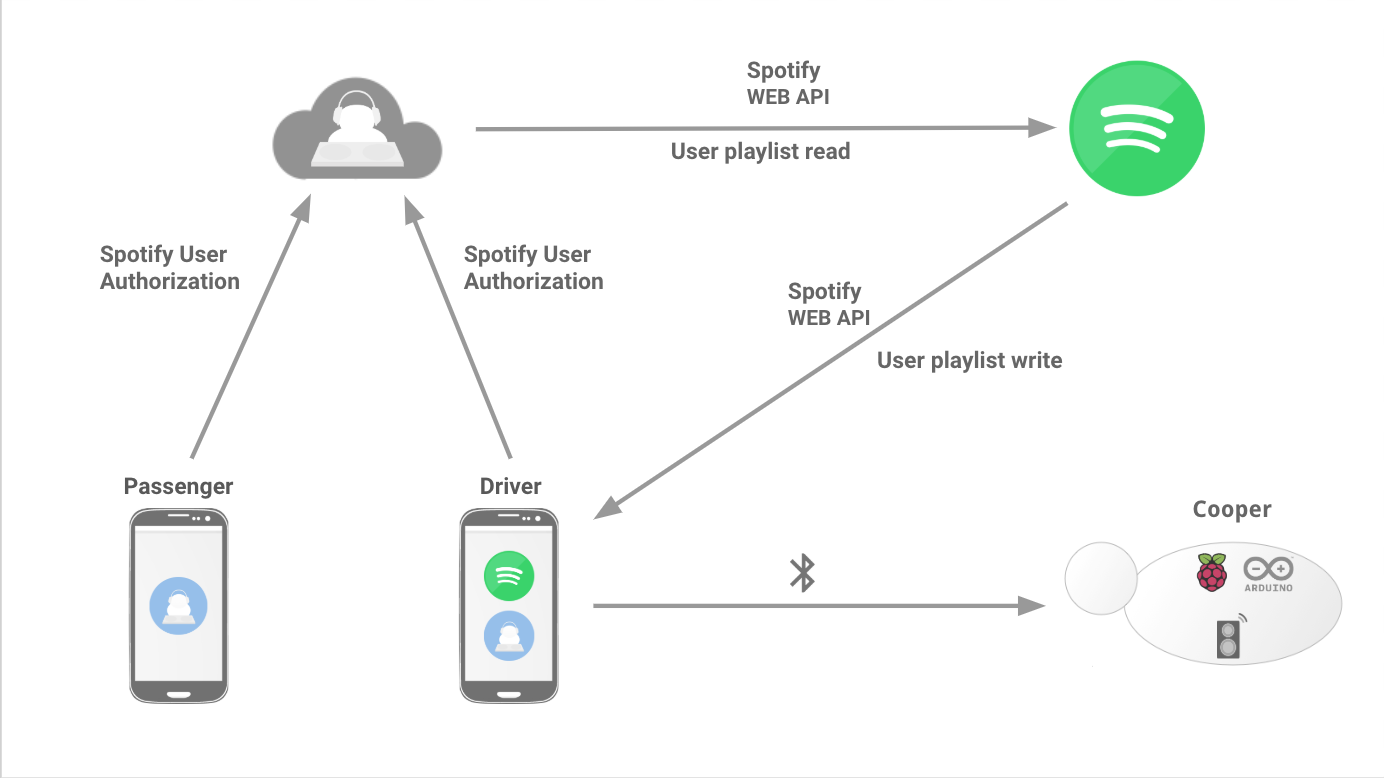 Spotify
WEB API
User playlist read
Spotify User
Authorization
Spotify User
Authorization
Spotify
WEB API
User playlist write
Passenger
Driver
Cooper
ARDUINO